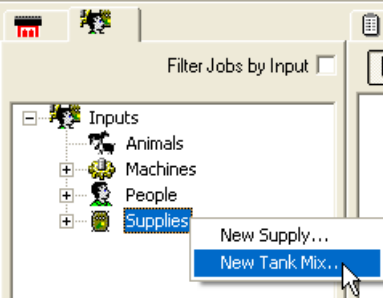 Filter Jobs by Input
Inputs
Animals
Machines
People
Supplies
New Supply...
New Tank Mix...